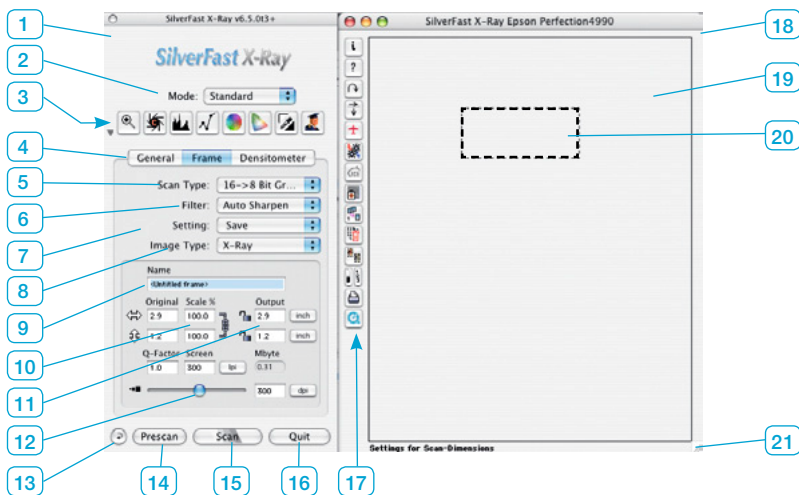 SilverFast X-Ray v6.5.0t3+
SilverFast X-Ray Epson Perfection4990
1
SilverFast X-Ray
2
Mode: Standard
3
4
General Frame Densitometer
5
Scan Type: 16->8 Bit Gr...
6
Filter: Auto Sharpen
7
Setting: Save
8
Image Type: X-Ray
Name
9
<Untitled frame>
Original Scale % Output
2.9 100.0 2.9 inch
10
1.2 100.0 1.2 inch
11
Q-Factor Screen Mbyte
1.0 300 lpi 0.31
12
300 dpi
13
Prescan Scan Quit
14
15
16
17
18
19
20
21
i
?
Settings for Scan-Dimensions